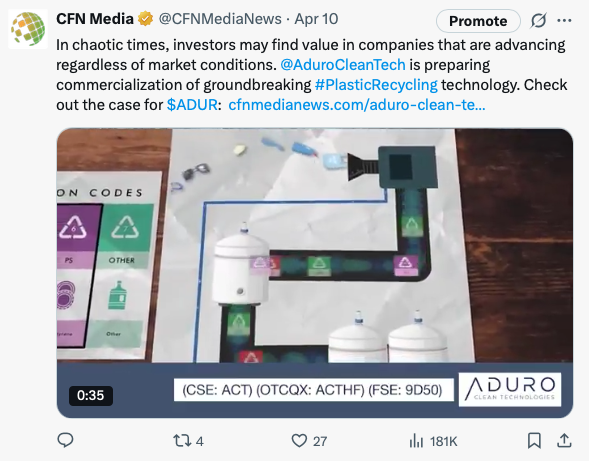 CFN Media @CFNMediaNews · Apr 10
Promote
In chaotic times, investors may find value in companies that are advancing
regardless of market conditions. @AduroCleanTech is preparing
commercialization of groundbreaking #PlasticRecycling technology. Check
out the case for $ADUR: cfnmedianews.com/aduro-clean-te...
ON CODES
6
7
PS
OTHER
Other
0:35
(CSE: ACT) (OTCQX: ACTHF) (FSE: 9D50)
ADURO
CLEAN TECHNOLOGIES
4
27
181K